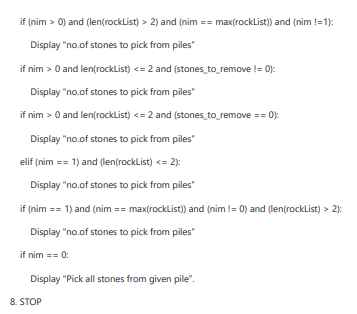 if (nim > 0) and (len(rockList) > 2) and (nim == max(rockList)) and (nim !=1):
Display "no.of stones to pick from piles"
if nim > 0 and len(rockList) <= 2 and (stones_to_remove != 0):
Display "no.of stones to pick from piles"
if nim > 0 and len(rockList) <= 2 and (stones_to_remove == 0):
Display "no.of stones to pick from piles"
elif (nim == 1) and (len(rockList) <= 2):
Display "no.of stones to pick from piles"
if (nim == 1) and (nim == max(rockList)) and (nim != 0) and (len(rockList) > 2):
Display "no.of stones to pick from piles"
if nim == 0:
Display "Pick all stones from given pile".
8. STOP